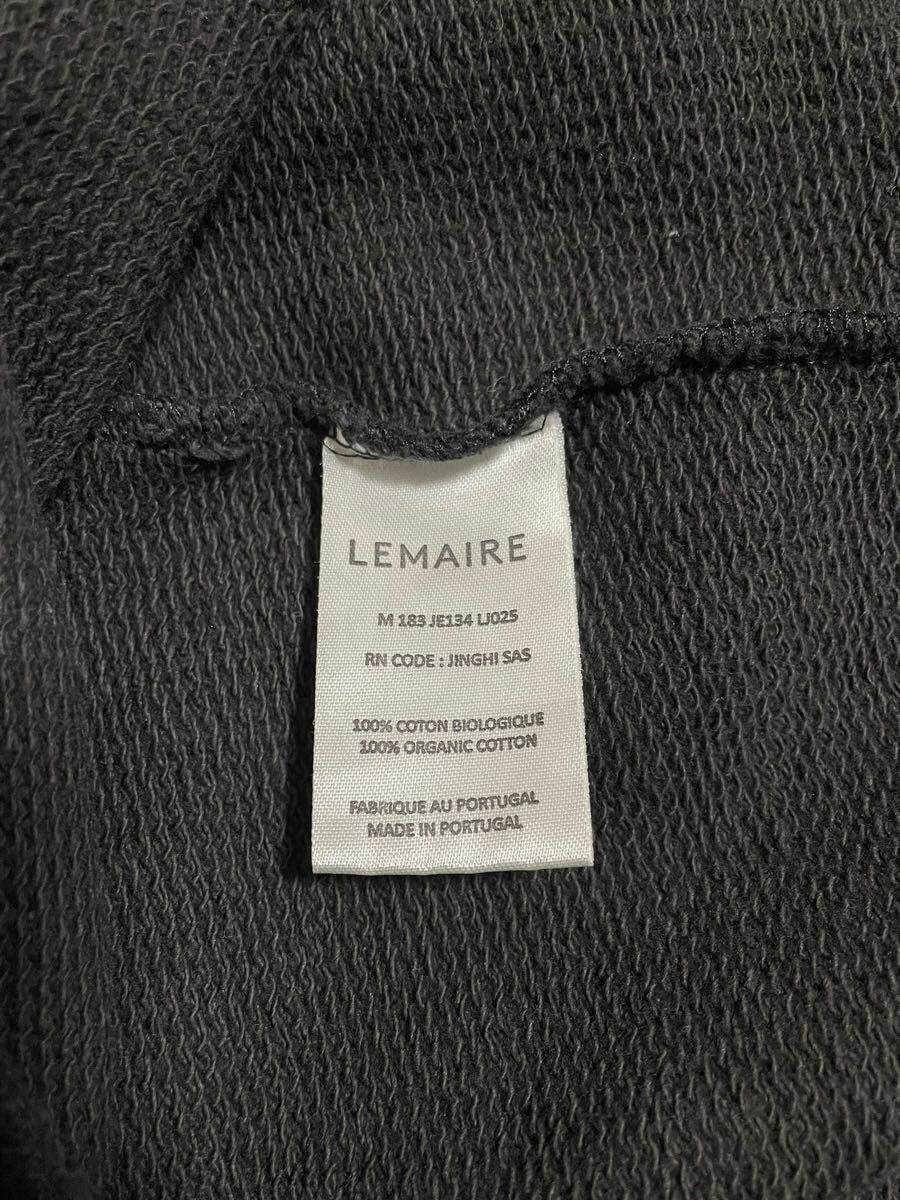 LEMAIRE
M 183 JE134 LJ025
RN CODE : JINGHI SAS
100% COTON BIOLOGIQUE
100% ORGANIC COTTON
FABRIQUE AU PORTUGAL
MADE IN PORTUGAL